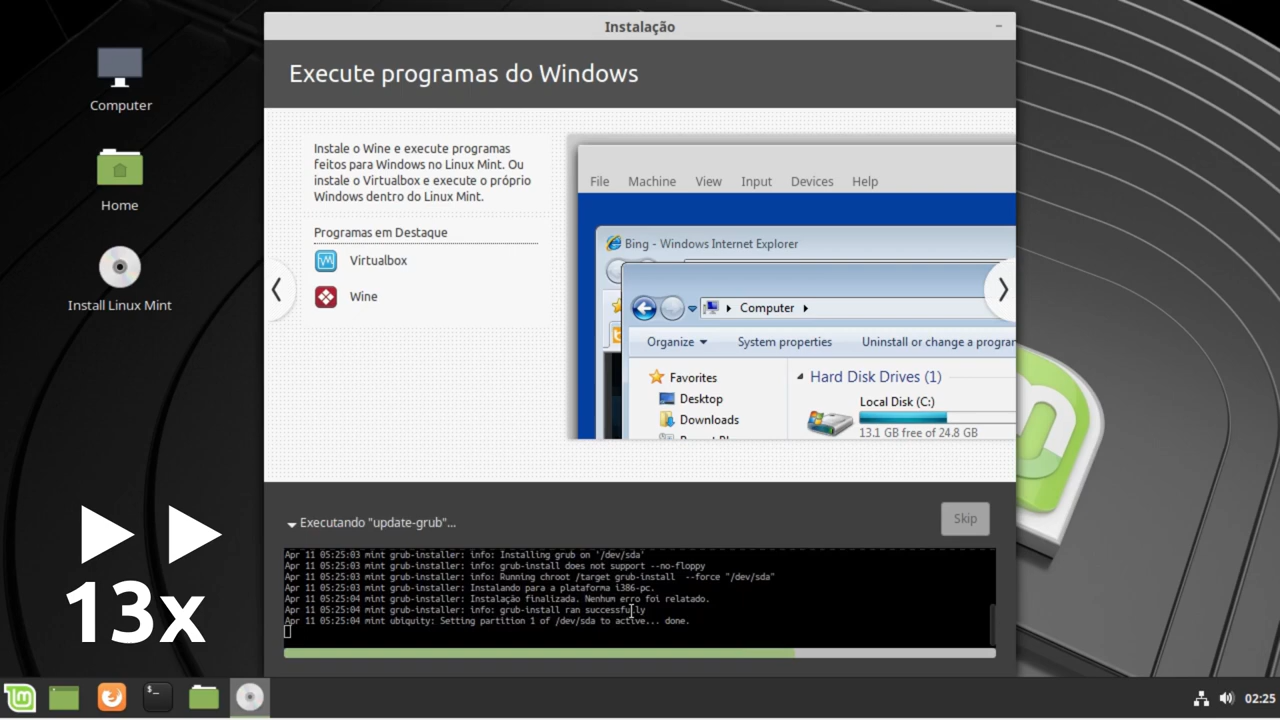 Instalação
Execute programas do Windows
Computer
Home
Install Linux Mint
Instale o Wine e execute programas
feitos para Windows no Linux Mint. Ou
instale o Virtualbox e execute o próprio
Windows dentro do Linux Mint.
Programas em Destaque
Virtualbox
Wine
File Machine View Input Devices Help
Bing - Windows Internet Explorer
Computer
Organize System properties Uninstall or change a program
Favorites
Desktop
Downloads
Hard Disk Drives (1)
Local Disk (C:)
13.1 GB free of 24.8 GB
Executando "update-grub"...
Skip
Apr 11 05:25:03 mint grub-installer: info: Installing grub on '/dev/sda'
Apr 11 05:25:03 mint grub-installer: info: grub-install does not support --no-floppy
Apr 11 05:25:03 mint grub-installer: info: Running chroot /target grub-install --force "/dev/sda"
Apr 11 05:25:03 mint grub-installer: Instalando para a plataforma i386-pc.
Apr 11 05:25:04 mint grub-installer: Instalação finalizada. Nenhum erro foi relatado.
Apr 11 05:25:04 mint grub-installer: info: grub-install ran successfully
Apr 11 05:25:04 mint ubiquity: Setting partition 1 of /dev/sda to active... done.
13x
02:25